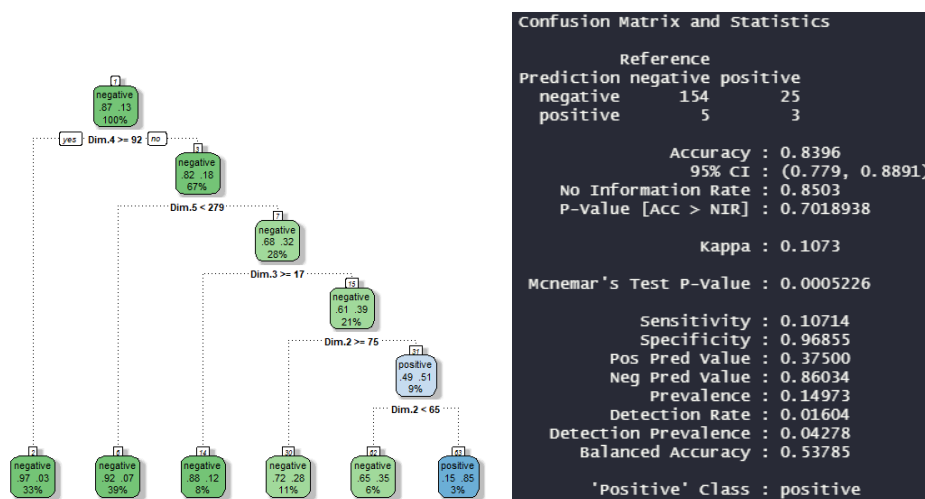 1
negative
.87 .13
100%
yes Dim.4 >= 92 no
3
negative
.82 .18
67%
Dim.5 < 279
7
negative
.68 .32
28%
Dim.3 >= 17
15
negative
.61 .39
21%
Dim.2 >= 75
31
positive
.49 .51
9%
Dim.2 < 65
2
negative
.97 .03
33%
6
negative
.92 .07
39%
14
negative
.88 .12
8%
30
negative
.72 .28
11%
62
negative
.65 .35
6%
63
positive
.15 .85
3%
Confusion Matrix and Statistics
Reference
Prediction negative positive
negative 154 25
positive 5 3
Accuracy : 0.8396
95% CI : (0.779, 0.8891)
No Information Rate : 0.8503
P-Value [Acc > NIR] : 0.7018938
Kappa : 0.1073
Mcnemar's Test P-Value : 0.0005226
Sensitivity : 0.10714
Specificity : 0.96855
Pos Pred Value : 0.37500
Neg Pred Value : 0.86034
Prevalence : 0.14973
Detection Rate : 0.01604
Detection Prevalence : 0.04278
Balanced Accuracy : 0.53785
'Positive' Class : positive